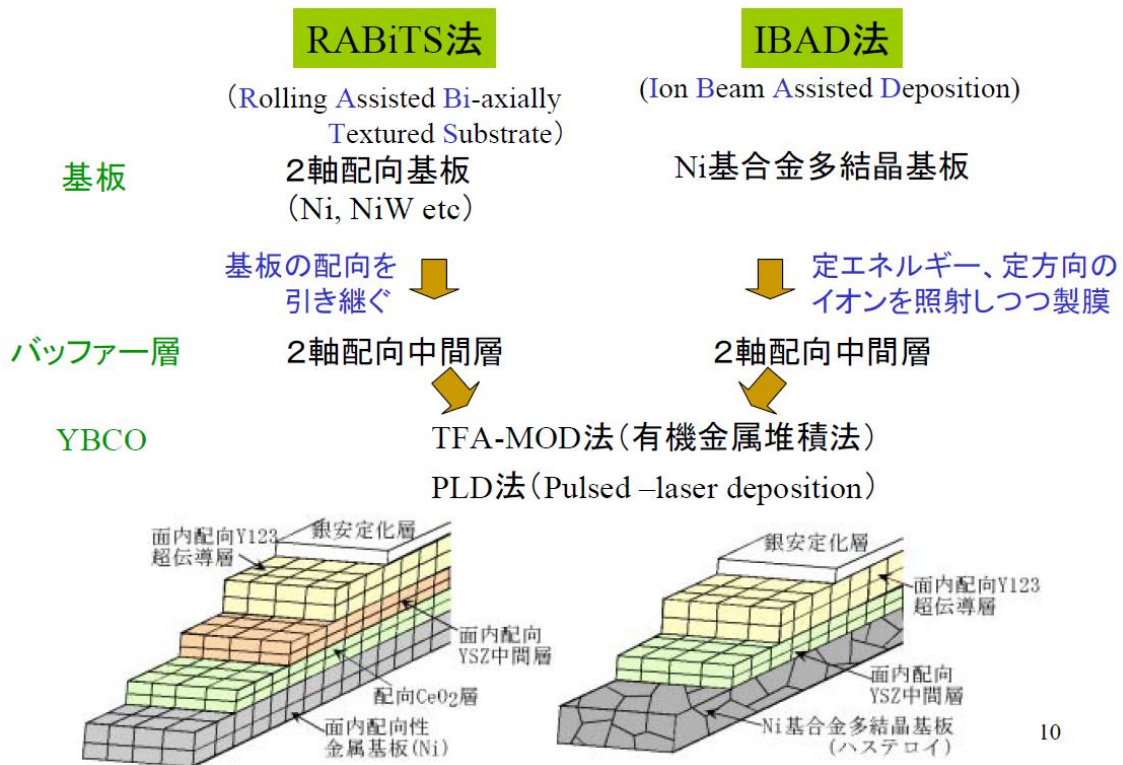 RABiTS法
(Rolling Assisted Bi-axially
Textured Substrate)
IBAD法
(Ion Beam Assisted Deposition)
基板
2軸配向基板
(Ni, NiW etc)
Ni基合金多結晶基板
基板の配向を
引き継ぐ
定エネルギー、定方向の
イオンを照射しつつ製膜
バッファー層
2軸配向中間層
2軸配向中間層
YBCO
TFA-MOD法(有機金属堆積法)
PLD法(Pulsed –laser deposition)
面内配向Y123
超伝導層
銀安定化層
面内配向
YSZ中間層
配向CeO2層
面内配向性
金属基板(Ni)
銀安定化層
面内配向Y123
超伝導層
面内配向
YSZ中間層
Ni基合金多結晶基板
(ハステロイ)
10